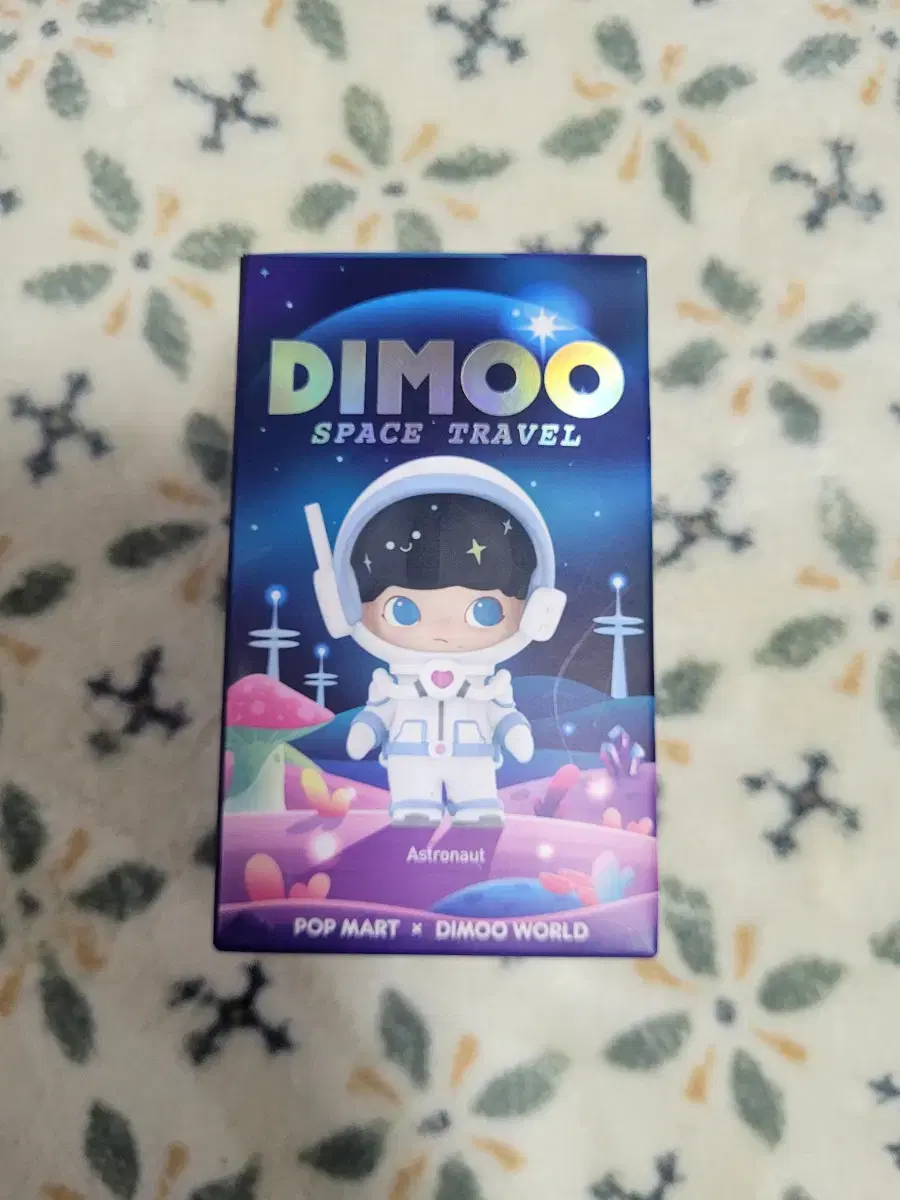 DIMOO
SPACE TRAVEL
Astronaut
POP MART × DIMOO WORLD